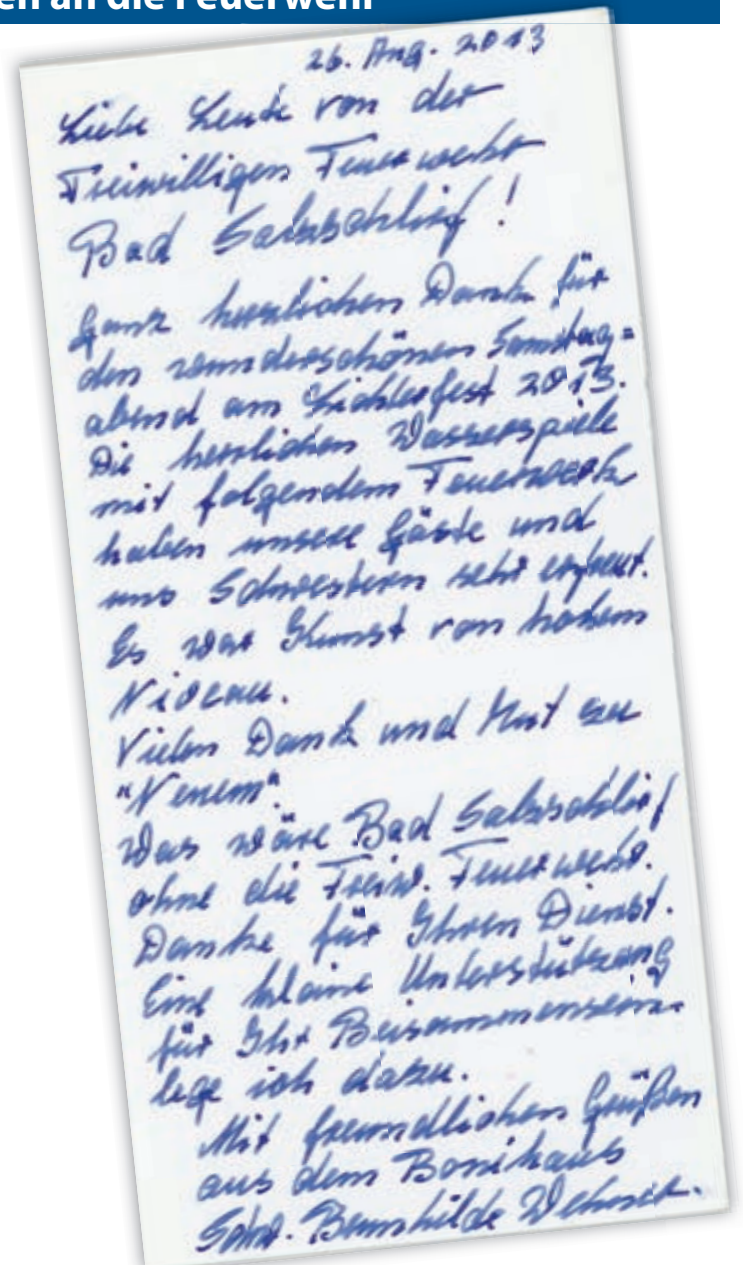 en an die Feuerwehr
26. Aug. 2013
Liebe Leute von der
Freiwilligen Feuerwehr
Bad Salzschlirf!
Ganz herzlichen Dank für
den wunderschönen Samstag=
abend am Lichterfest 2013.
Die herrlichen Wasserspiele
mit folgendem Feuerwerk
haben unsere Gäste und
uns Schwestern sehr erfreut.
Es war Kunst von hohem
Niveau.
Vielen Dank und Mut zu
"Neuem".
Was wäre Bad Salzschlirf
ohne die Freiw. Feuerwehr.
Danke für Ihren Dienst.
Eine kleine Unterstützung
für Ihr Beisammensein
lege ich dazu.
Mit freundlichen Grüßen
aus dem Bonihaus
Schw.